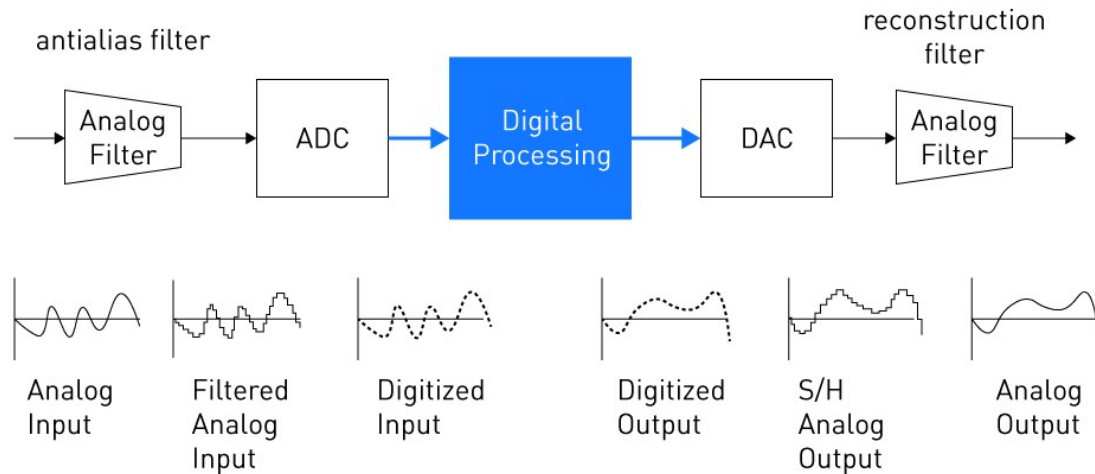 antialias filter
reconstruction
filter
Analog
Filter
ADC
Digital
Processing
DAC
Analog
Filter
Analog
Input
Filtered
Analog
Input
Digitized
Input
Digitized
Output
S/H
Analog
Output
Analog
Output